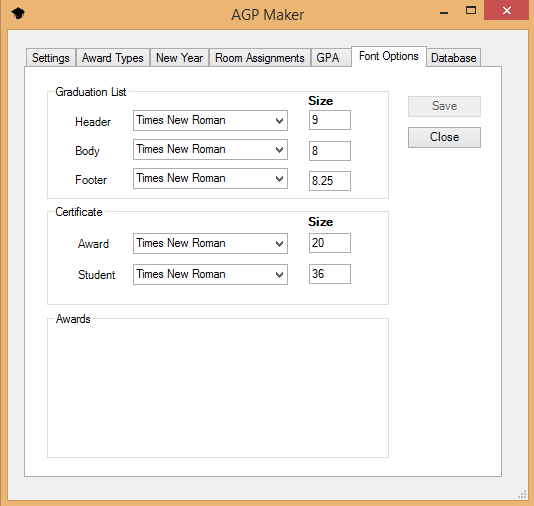 AGP Maker
Settings Award Types New Year Room Assignments GPA Font Options Database
Graduation List
Size
Header Times New Roman 9
Body Times New Roman 8
Footer Times New Roman 8.25
Save
Close
Certificate
Size
Award Times New Roman 20
Student Times New Roman 36
Awards